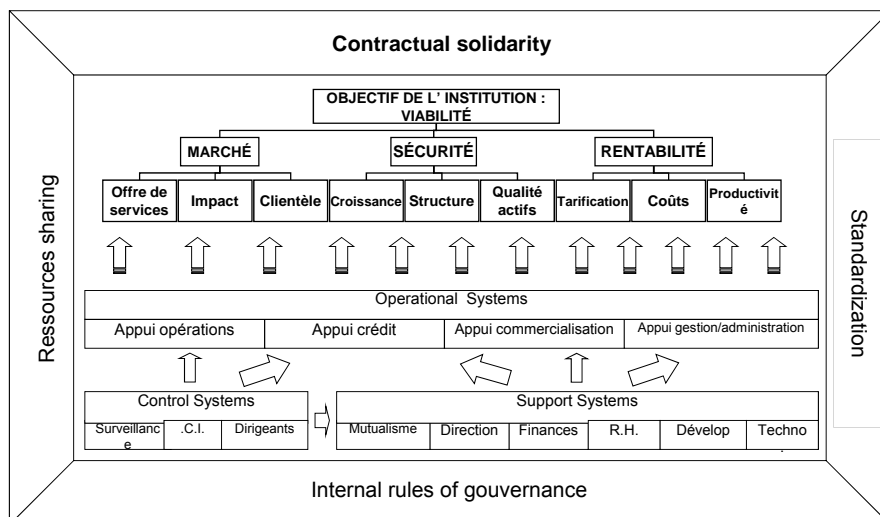 Contractual solidarity
OBJECTIF DE L' INSTITUTION :
VIABILITÉ
MARCHÉ
SÉCURITÉ
RENTABILITÉ
Offre de
services
Impact
Clientèle
Croissance
Structure
Qualité
actifs
Tarification
Coûts
Productivit
é
Ressources sharing
Standardization
Operational Systems
Appui opérations
Appui crédit
Appui commercialisation
Appui gestion/administration
Control Systems
Surveillanc
e
.C.I.
Dirigeants
Support Systems
Mutualisme
Direction
Finances
R.H.
Dévelop
Techno
.
Internal rules of gouvernance